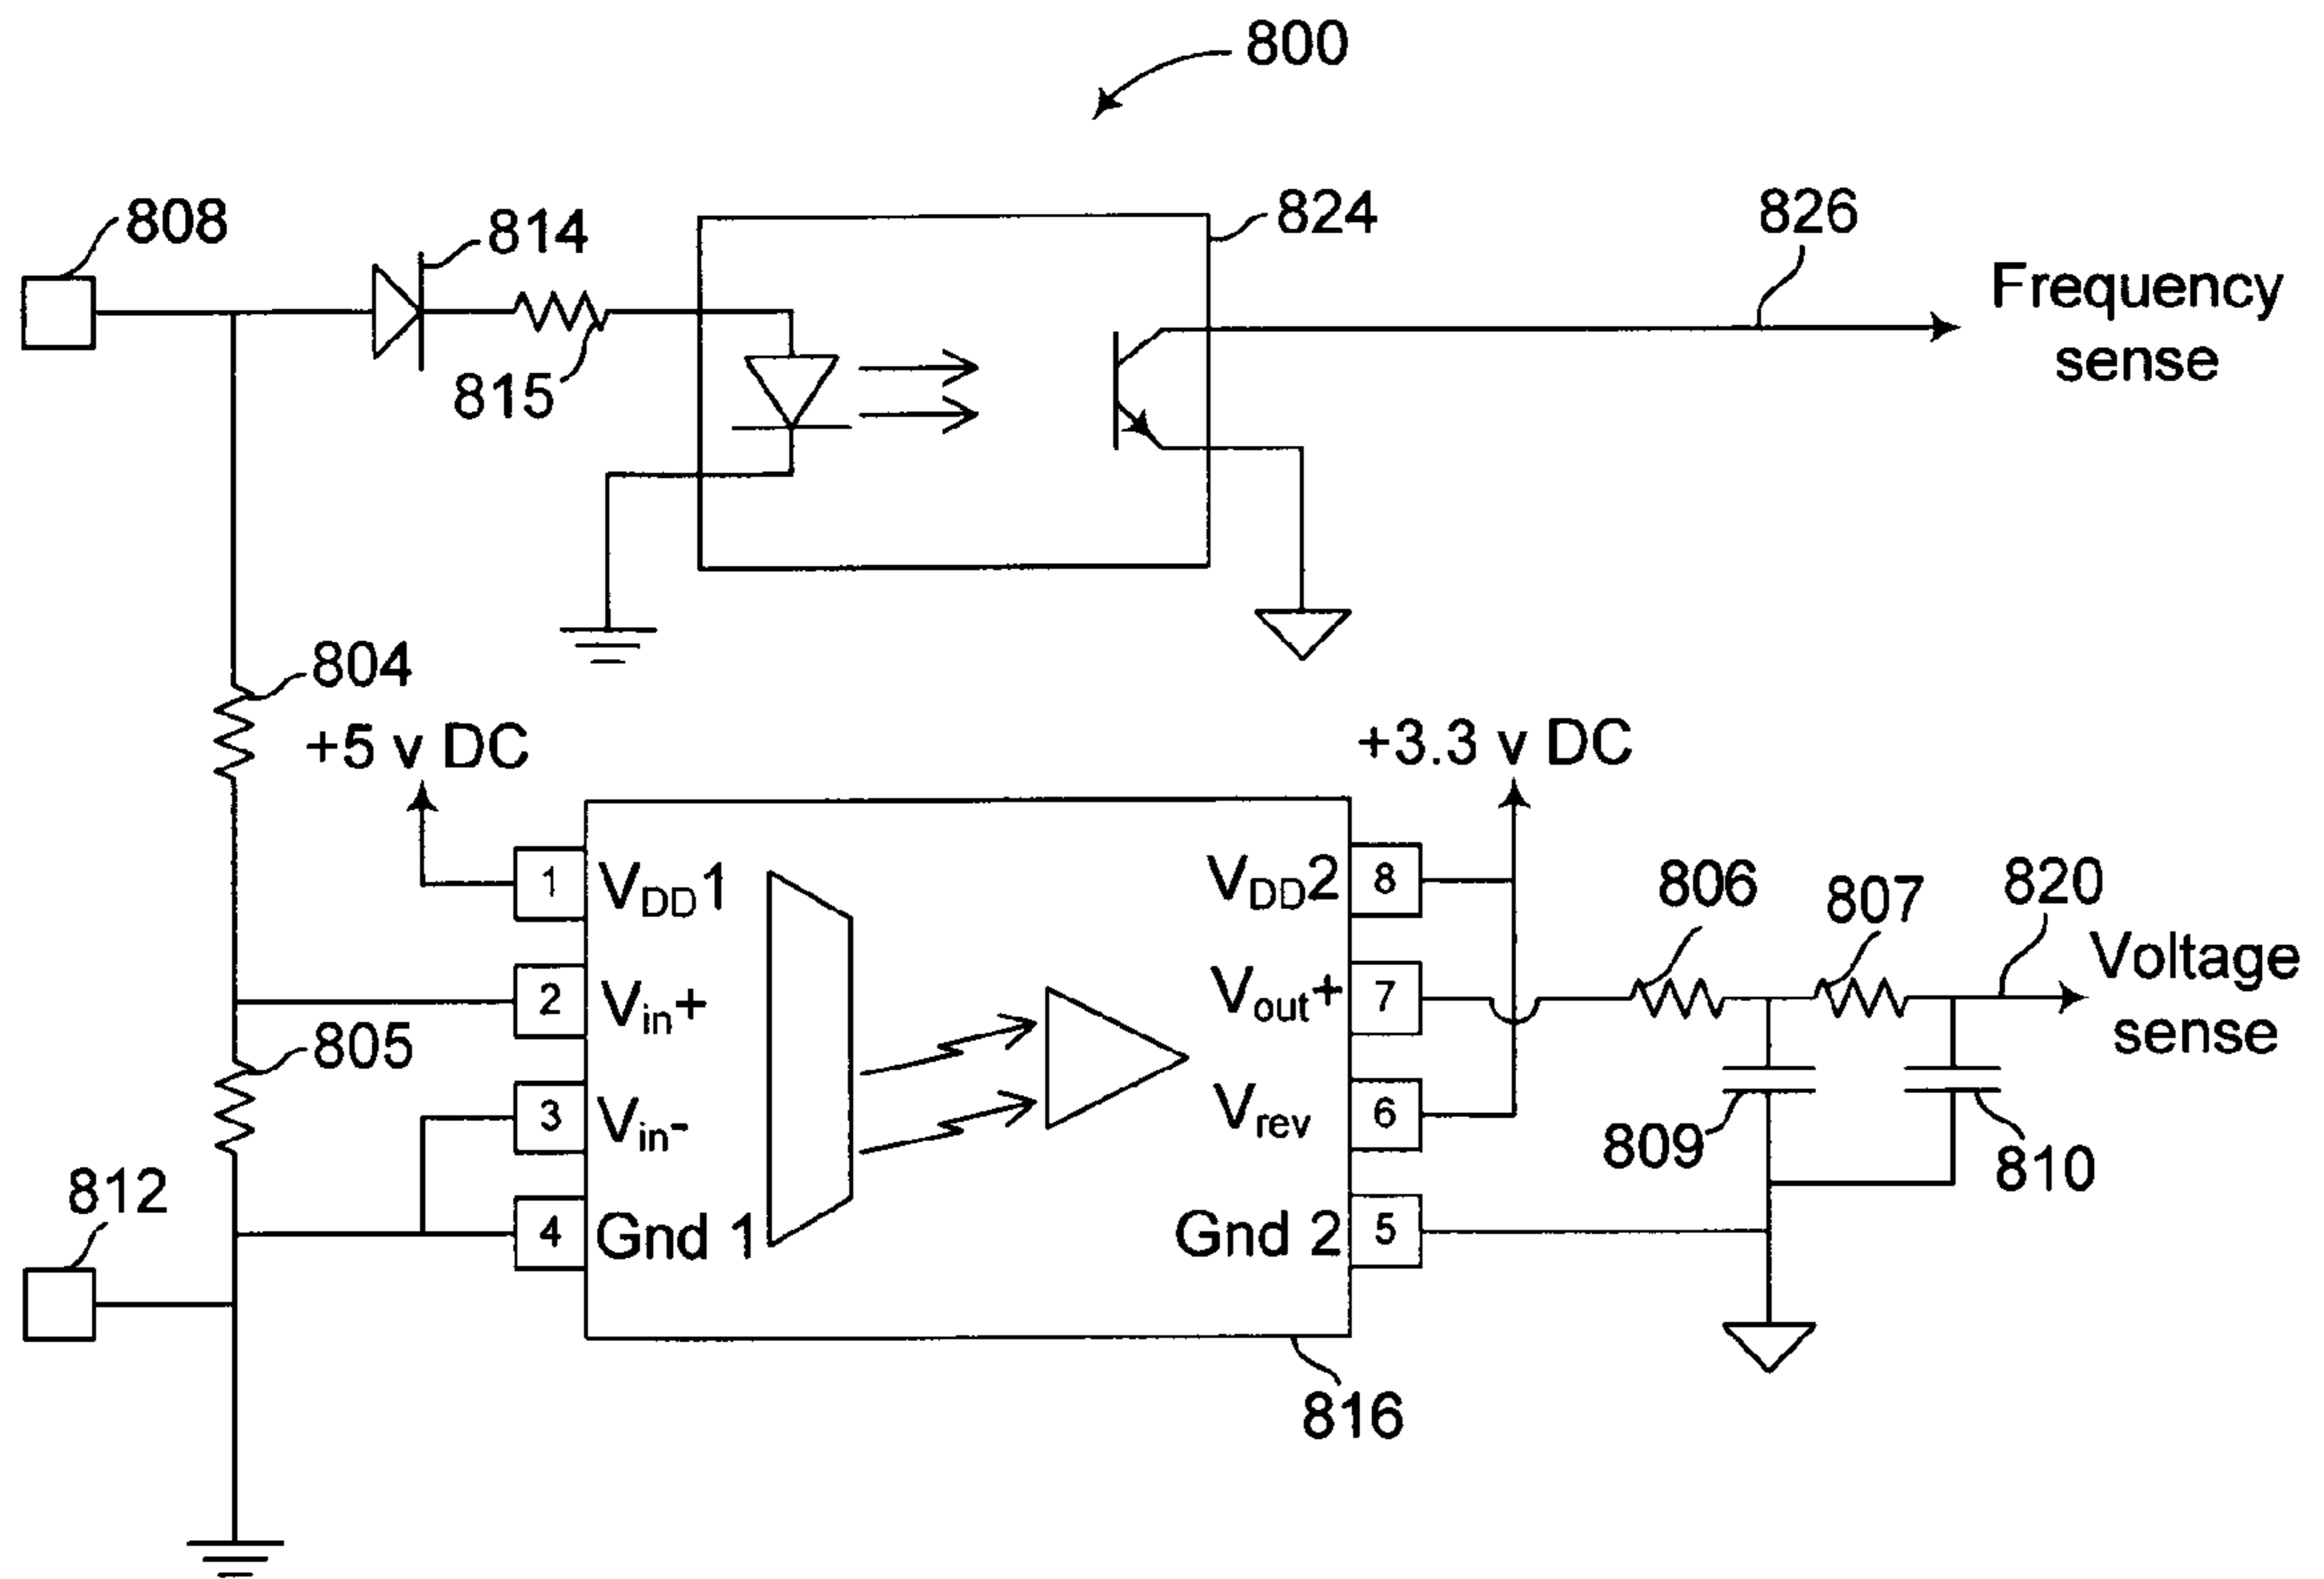 800
808
814
824
826
Frequency
sense
815
804
+5 v DC
+3.3 v DC
1 VDD1
VDD2 8
806
807
820
Voltage
sense
2 Vin+
Vout+ 7
805
3 Vin-
Vrev 6
809
810
812
4 Gnd 1
Gnd 2 5
816